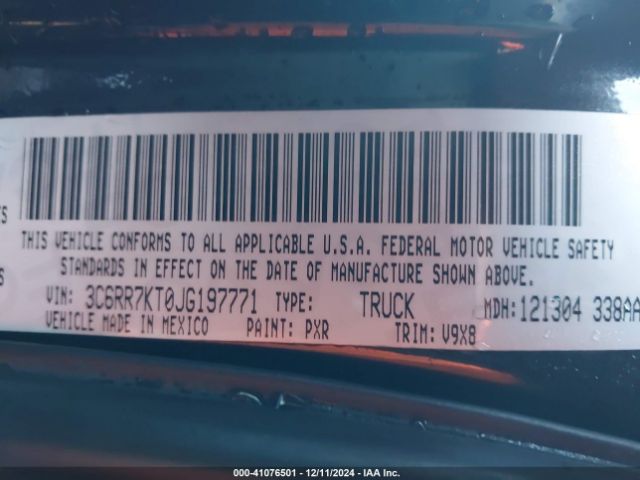 ES
THIS VEHICLE CONFORMS TO ALL APPLICABLE U.S.A. FEDERAL MOTOR VEHICLE SAFETY
STANDARDS IN EFFECT ON THE DATE OF MANUFACTURE SHOWN ABOVE.
VIN: 3C6RR7KT0JG197771 TYPE: TRUCK MDH:121304 338AA
VEHICLE MADE IN MEXICO PAINT: PXR TRIM: V9X8
000-41076501 - 12/11/2024 - IAA Inc.